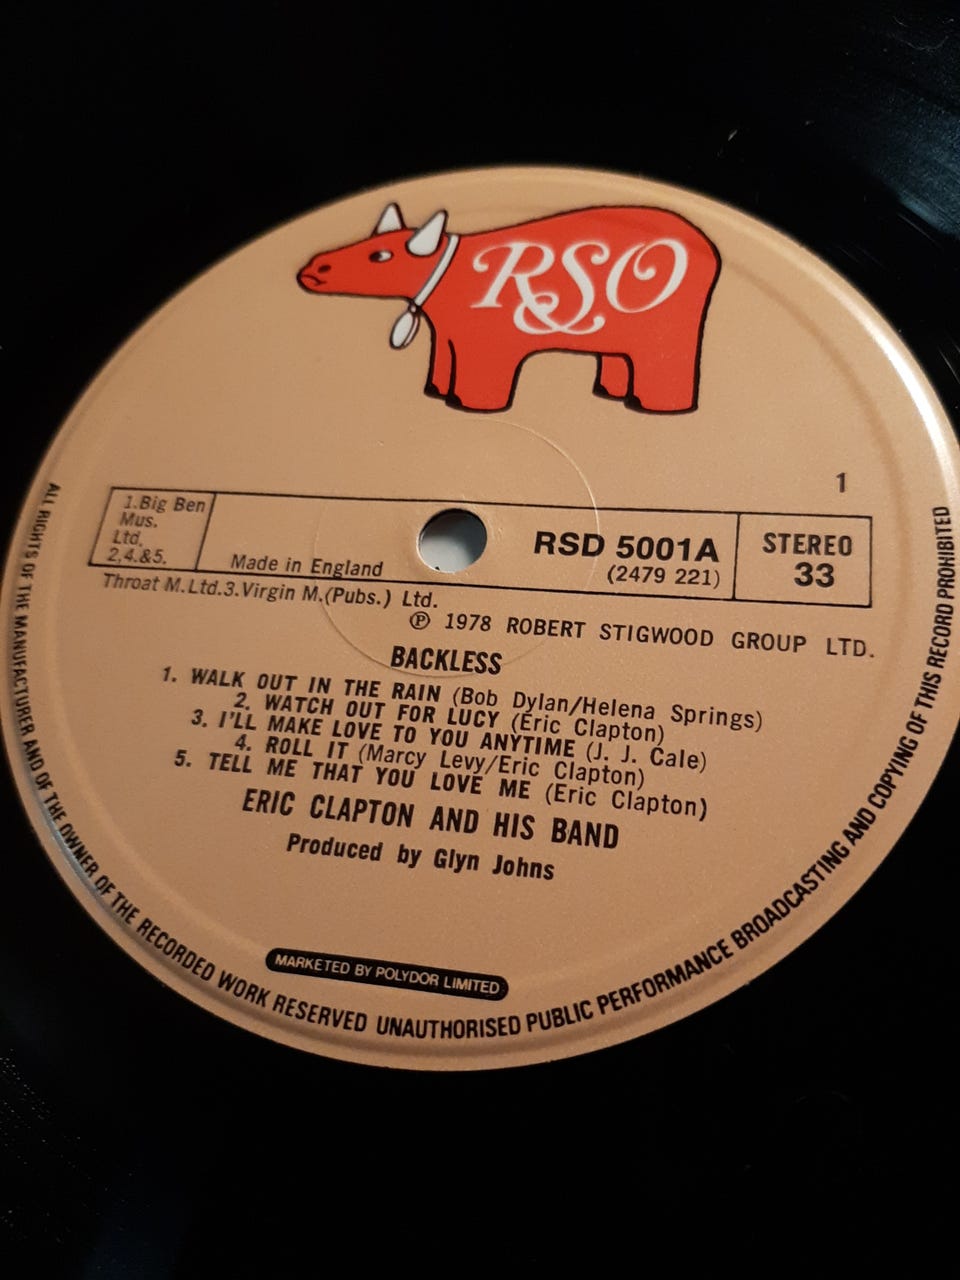 RSO
1
1.Big Ben
Mus.
Ltd,
2,4.&5.
Made in England
RSD 5001A
(2479 221)
STEREO
33
Throat M.Ltd.3.Virgin M.(Pubs.) Ltd.
Ⓟ 1978 ROBERT STIGWOOD GROUP LTD.
BACKLESS
1. WALK OUT IN THE RAIN (Bob Dylan/Helena Springs)
2. WATCH OUT FOR LUCY (Eric Clapton)
3. I'LL MAKE LOVE TO YOU ANYTIME (J. J. Cale)
4. ROLL IT (Marcy Levy/Eric Clapton)
5. TELL ME THAT YOU LOVE ME (Eric Clapton)
ERIC CLAPTON AND HIS BAND
Produced by Glyn Johns
MARKETED BY POLYDOR LIMITED
ALL RIGHTS OF THE MANUFACTURER AND OF THE OWNER OF THE RECORDED WORK RESERVED UNAUTHORISED PUBLIC PERFORMANCE BROADCASTING AND COPYING OF THIS RECORD PROHIBITED